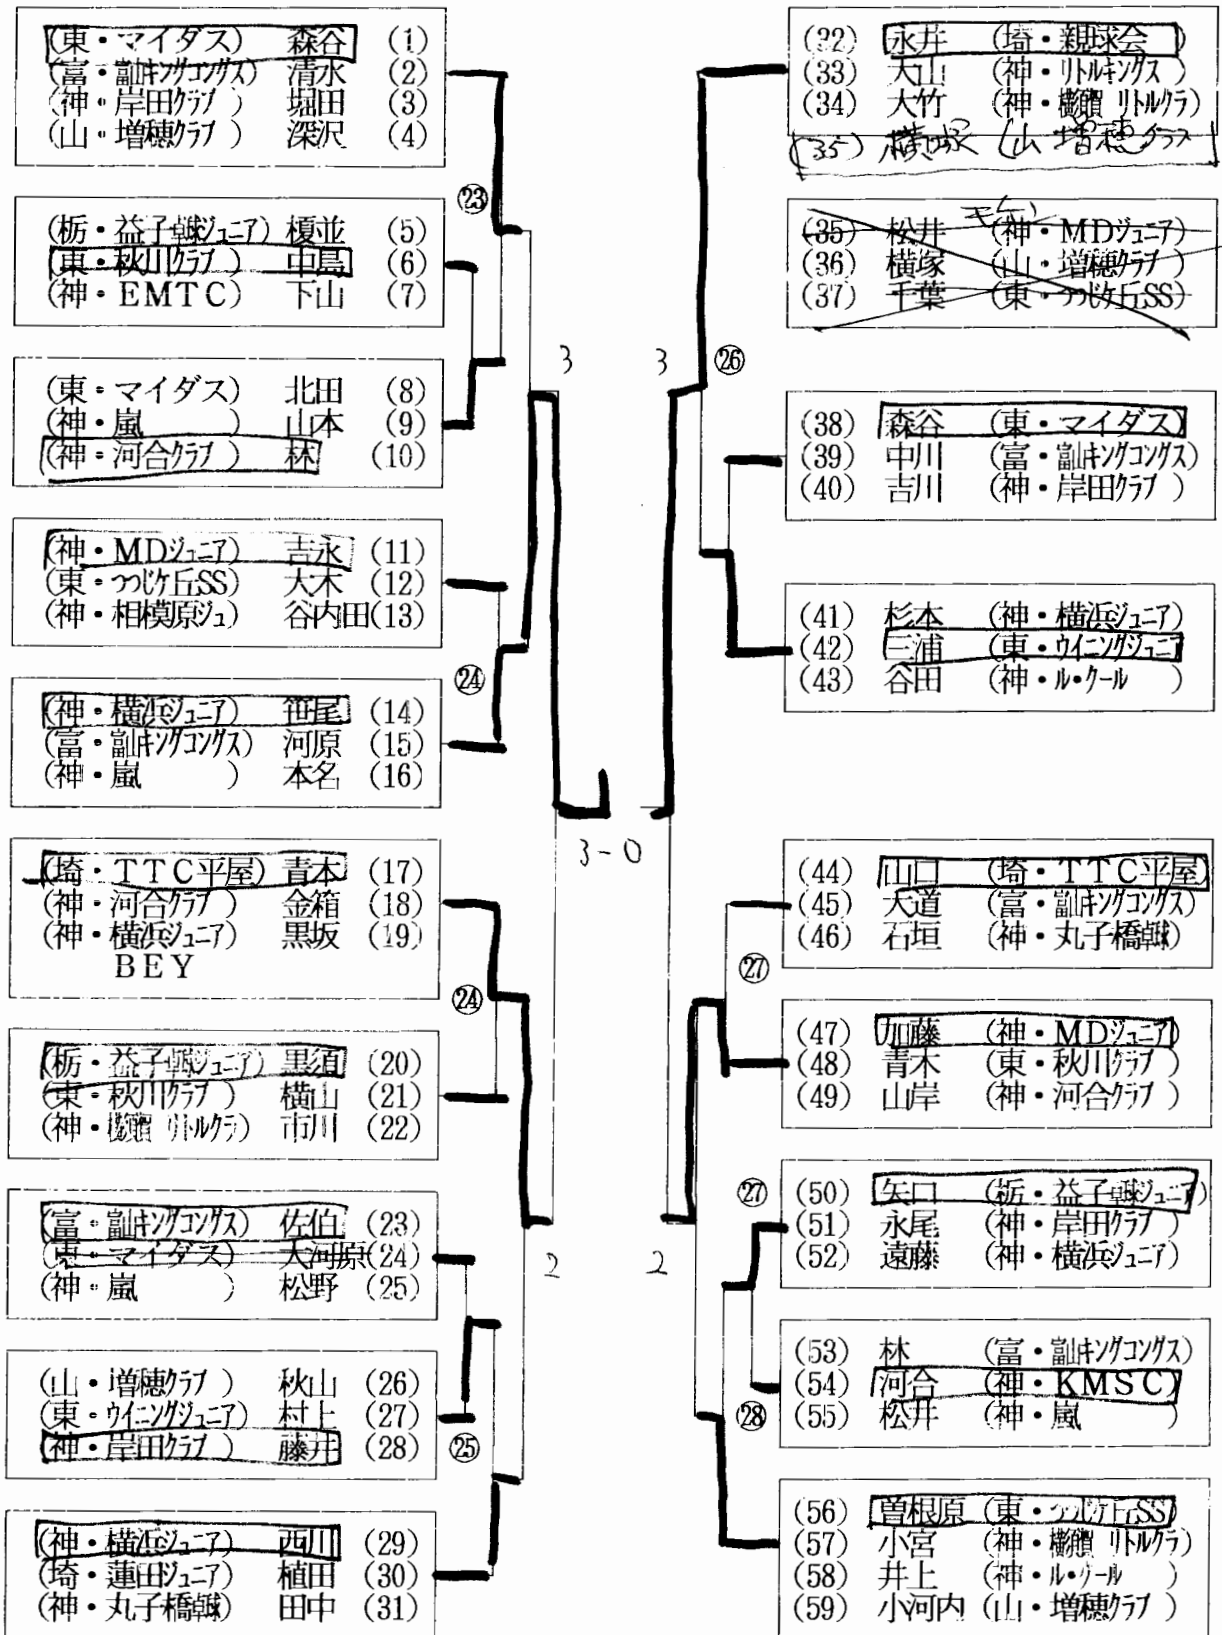 (東・マイダス) 森谷 (1)
(富・富山キングコングス) 清水 (2)
(神・岸田クラブ) 堀田 (3)
(山・増穂クラブ) 深沢 (4)
㉓
(栃・益子卓球ジュニア) 榎並 (5)
(東・秋川クラブ) 中島 (6)
(神・EMTC) 下山 (7)
(東・マイダス) 北田 (8)
(神・嵐) 山本 (9)
(神・河合クラブ) 林 (10)
3
(神・MDジュニア) 吉永 (11)
(東・つつじケ丘SS) 大木 (12)
(神・相模原ジュ) 谷内田(13)
㉔
(神・横浜ジュニア) 笹尾 (14)
(富・富山キングコングス) 河原 (15)
(神・嵐) 本名 (16)
3-0
(埼・TTC平屋) 青本 (17)
(神・河合クラブ) 金箱 (18)
(神・横浜ジュニア) 黒坂 (19)
BEY
㉔
(栃・益子卓球ジュニア) 黒須 (20)
(東・秋川クラブ) 横山 (21)
(神・リトルクラ) 市川 (22)
(富・富山キングコングス) 佐伯 (23)
(東・マイダス) 大河原(24)
(神・嵐) 松野 (25)
2
(山・増穂クラブ) 秋山 (26)
(東・ウイニングジュニア) 村上 (27)
(神・岸田クラブ) 藤井 (28)
㉕
(神・横浜ジュニア) 西川 (29)
(埼・蓮田ジュニア) 植田 (30)
(神・丸子橋卓球) 田中 (31)
(32) 永井 (埼・親球会)
(33) 大山 (神・リトルキングス)
(34) 大竹 (神・リトルクラ)
(35) 横塚 (山・増穂クラブ
(35) 松井 (神・MDジュニア)
(36) 横塚 (山・増穂クラブ)
(37) 千葉 (東・つつじケ丘SS)
3
㉖
(38) 森谷 (東・マイダス)
(39) 中川 (富・富山キングコングス)
(40) 吉川 (神・岸田クラブ)
(41) 杉本 (神・横浜ジュニア)
(42) 三浦 (東・ウイニングジュニア
(43) 谷田 (神・ル・クール)
(44) 山口 (埼・TTC平屋)
(45) 大道 (富・富山キングコングス)
(46) 石垣 (神・丸子橋卓球)
㉗
(47) 加藤 (神・MDジュニア)
(48) 青木 (東・秋川クラブ)
(49) 山岸 (神・河合クラブ)
㉗
(50) 矢口 (栃・益子卓球ジュニア)
(51) 永尾 (神・岸田クラブ)
(52) 遠藤 (神・横浜ジュニア)
2
(53) 林 (富・富山キングコングス)
(54) 河合 (神・KMSC)
(55) 松井 (神・嵐)
㉘
(56) 曽根原 (東・つつじケ丘SS)
(57) 小宮 (神・リトルクラ)
(58) 井上 (神・ル・クール)
(59) 小河内 (山・増穂クラブ)